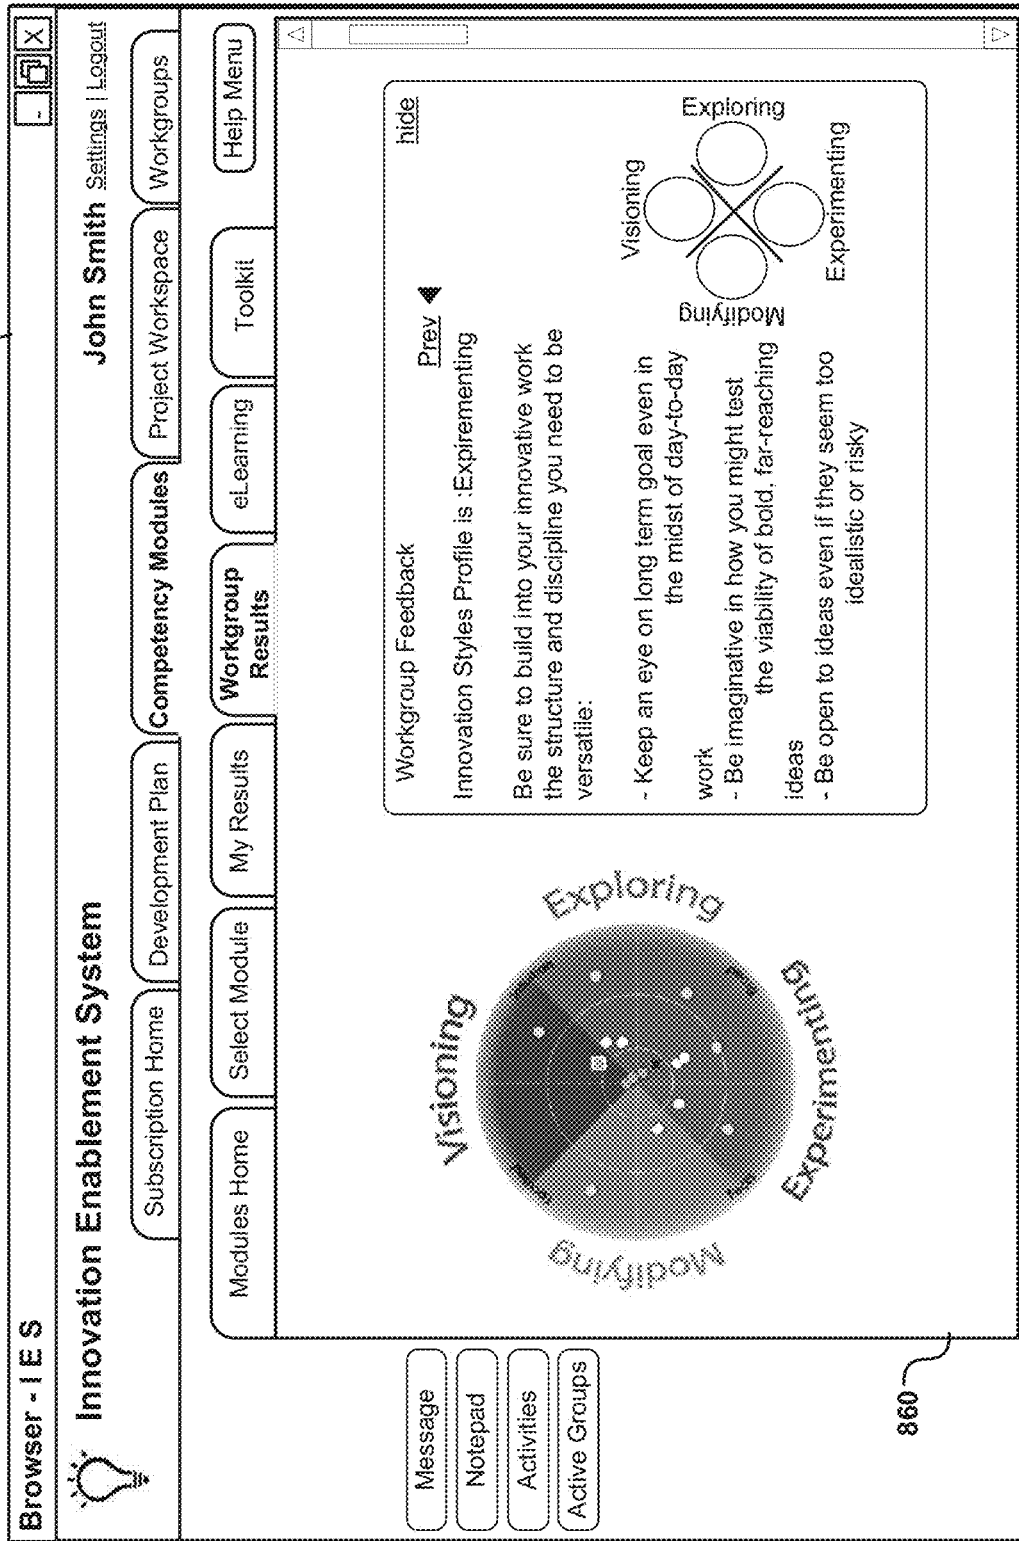 Browser - I E S
- X
Innovation Enablement System
John Smith Settings | Logout
Subscription Home
Development Plan
Competency Modules
Project Workspace
Workgroups
Modules Home
Select Module
My Results
Workgroup
Results
eLearning
Toolkit
Help Menu
Message
Notepad
Activities
Active Groups
Visioning
Exploring
Experimenting
Modifying
Workgroup Feedback
hide
Prev
Innovation Styles Profile is :Expirementing
Be sure to build into your innovative work
the structure and discipline you need to be
versatile:
- Keep an eye on long term goal even in
the midst of day-to-day
work
- Be imaginative in how you might test
the viability of bold, far-reaching
ideas
- Be open to ideas even if they seem too
idealistic or risky
Visioning
Exploring
Modifying
Experimenting
860